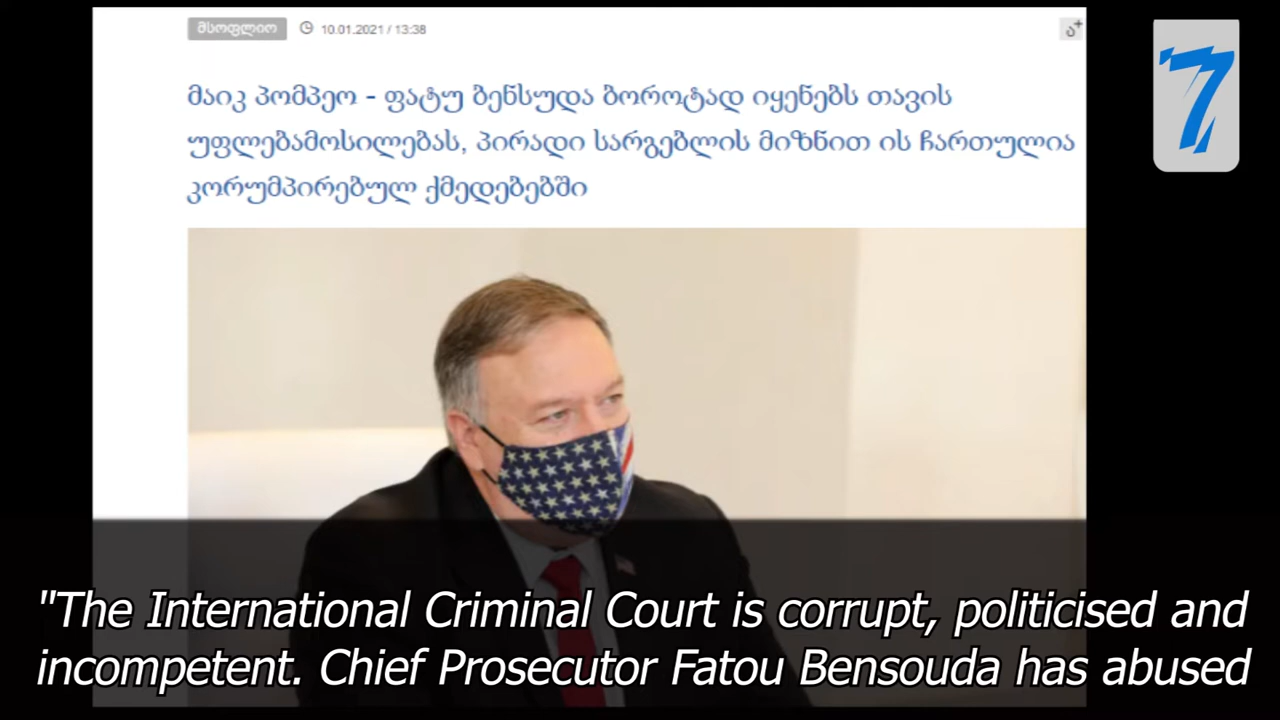 მსოფლიო 10.01.2021 / 13:38 ა+
7
მაიკ პომპეო - ფატუ ბენსუდა ბოროტად იყენებს თავის
უფლებამოსილებას, პირადი სარგებლის მიზნით ის ჩართულია
კორუმპირებულ ქმედებებში
"The International Criminal Court is corrupt, politicised and
incompetent. Chief Prosecutor Fatou Bensouda has abused